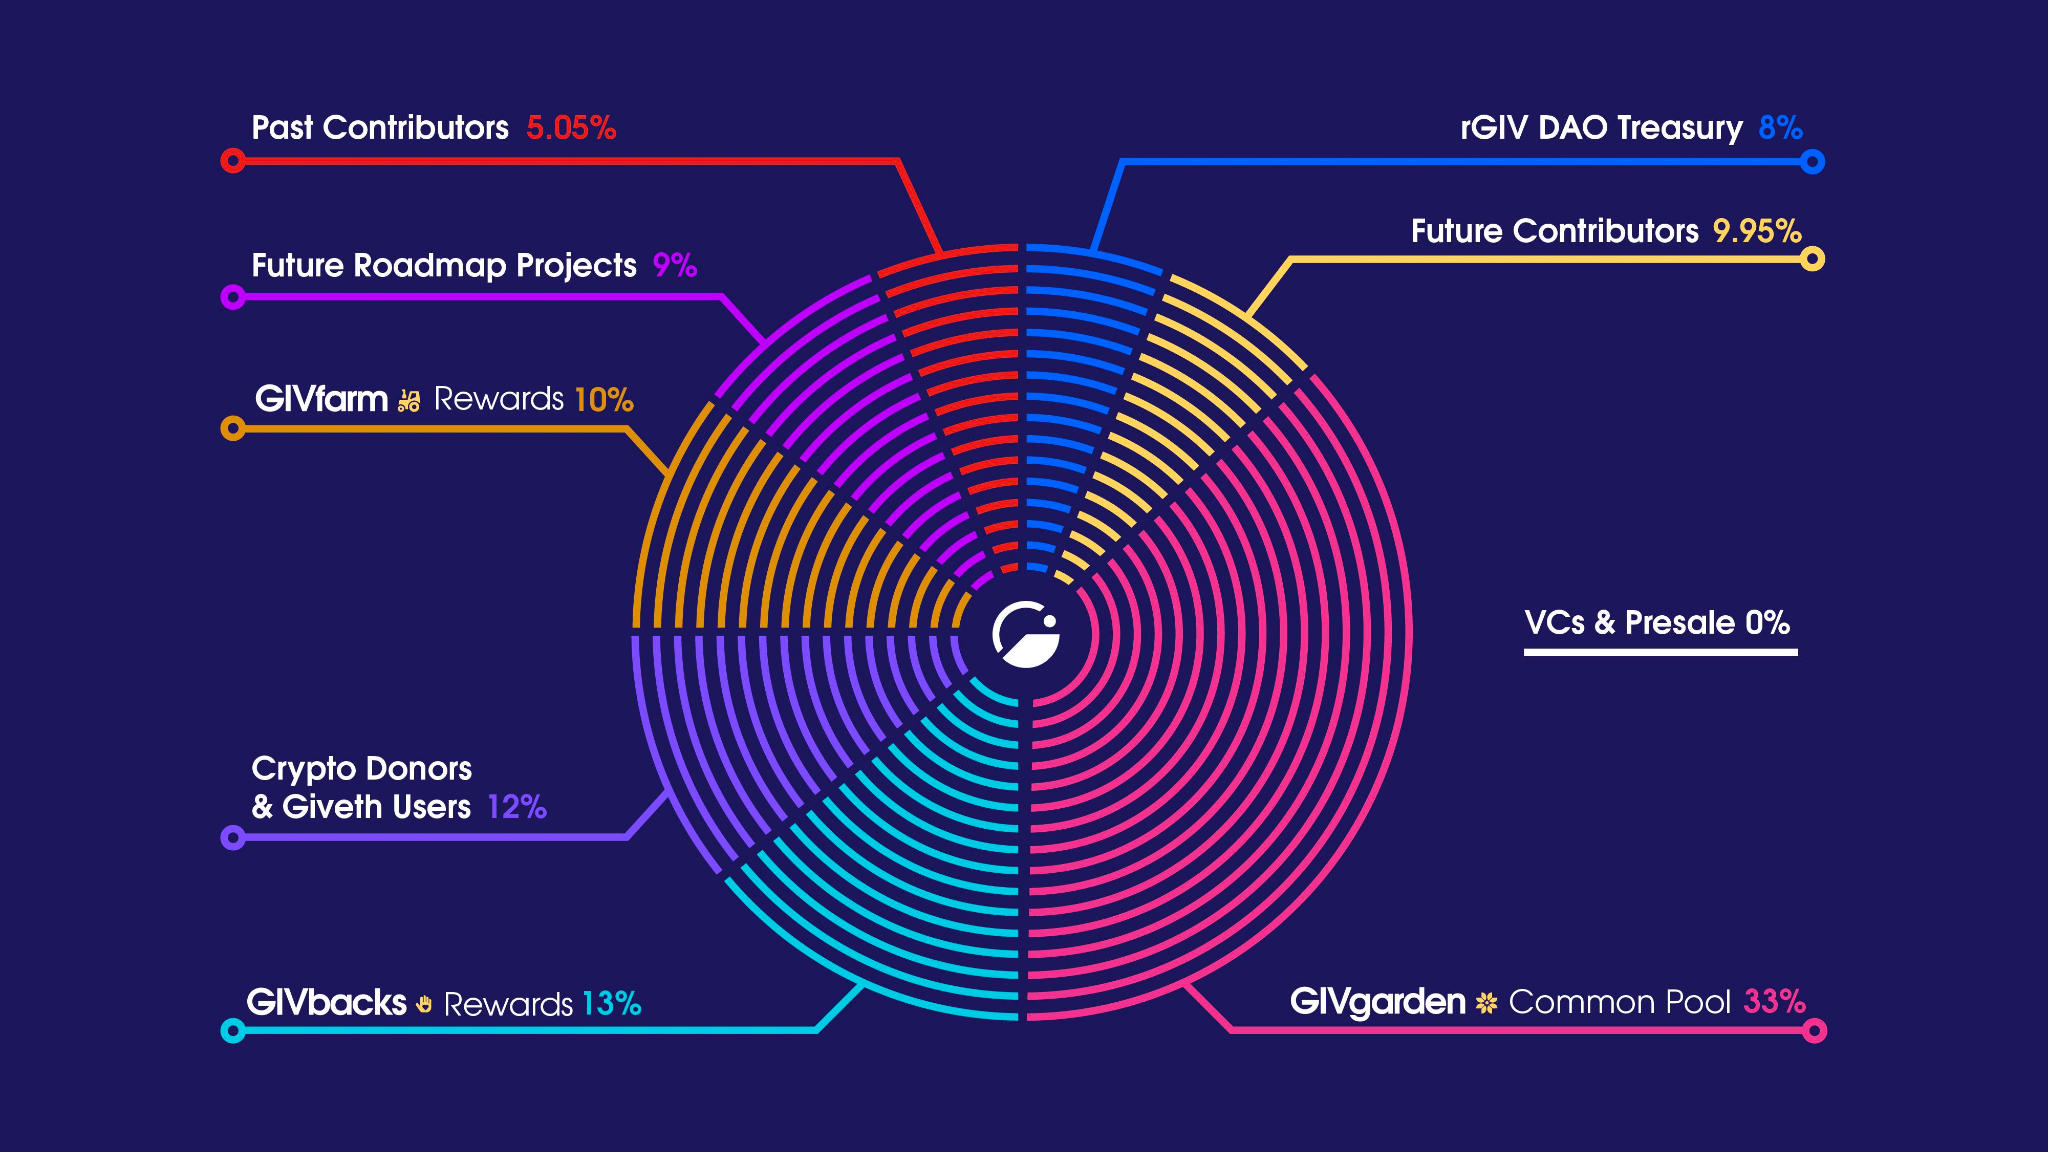 Past Contributors 5.05%
rGIV DAO Treasury 8%
Future Contributors 9.95%
Future Roadmap Projects 9%
GIVfarm Rewards 10%
VCs & Presale 0%
Crypto Donors
& Giveth Users 12%
GIVbacks Rewards 13%
GIVgarden Common Pool 33%